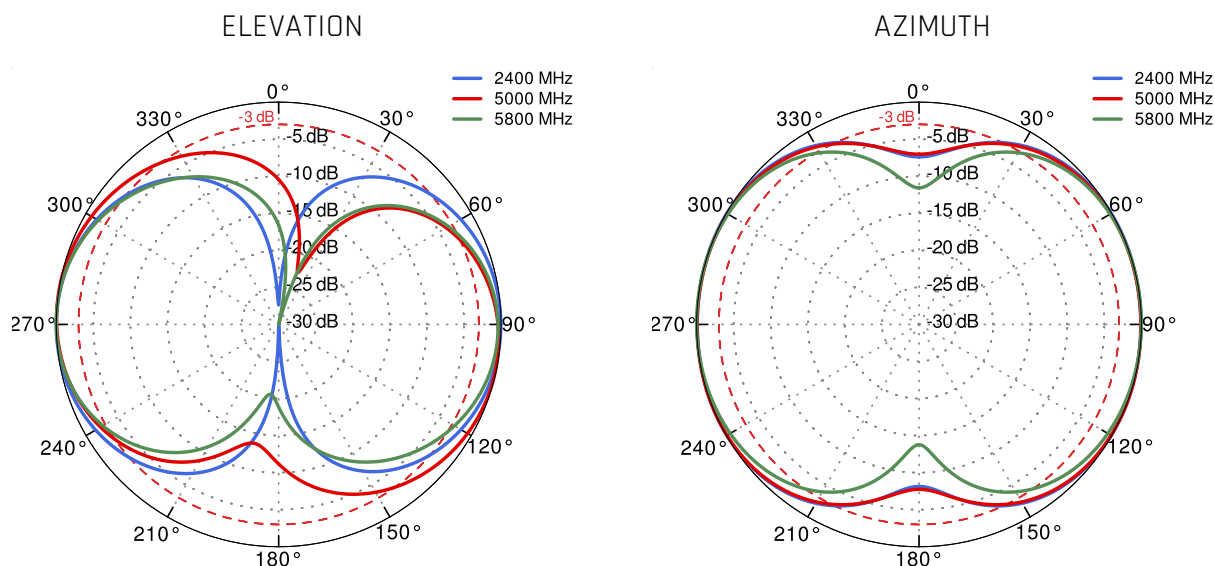 ELEVATION
2400 MHz
5000 MHz
5800 MHz
0°
30°
60°
90°
120°
150°
180°
210°
240°
270°
300°
330°
-3 dB
-5 dB
-10 dB
-15 dB
-20 dB
-25 dB
-30 dB
AZIMUTH
2400 MHz
5000 MHz
5800 MHz
0°
30°
60°
90°
120°
150°
180°
210°
240°
270°
300°
330°
-3 dB
-5 dB
-10 dB
-15 dB
-20 dB
-25 dB
-30 dB